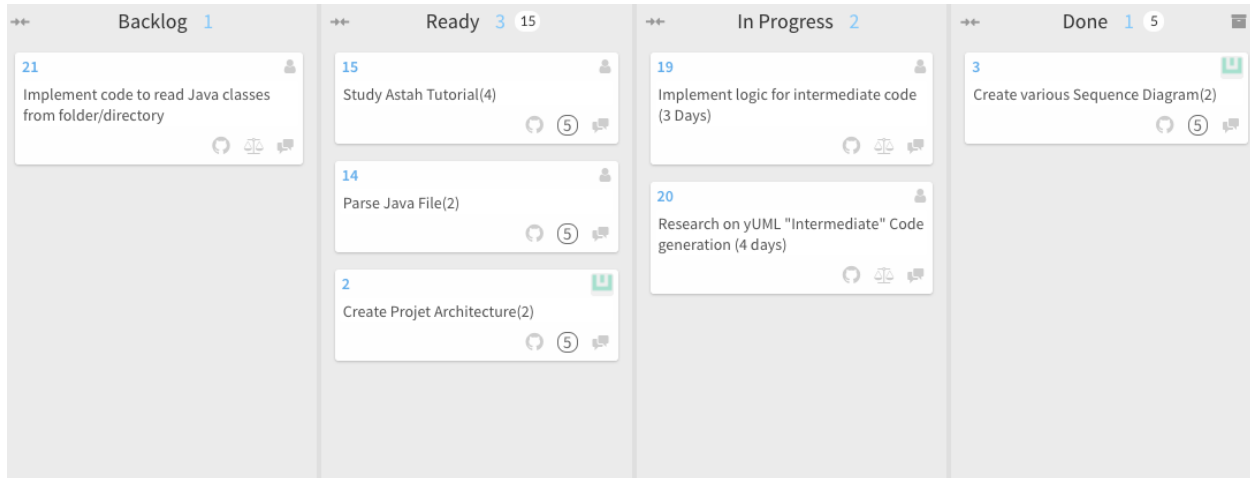 Backlog 1
21
Implement code to read Java classes
from folder/directory
Ready 3 15
15
Study Astah Tutorial(4)
5
14
Parse Java File(2)
5
2
Create Projet Architecture(2)
5
In Progress 2
19
Implement logic for intermediate code
(3 Days)
20
Research on yUML "Intermediate" Code
generation (4 days)
Done 1 5
3
Create various Sequence Diagram(2)
5